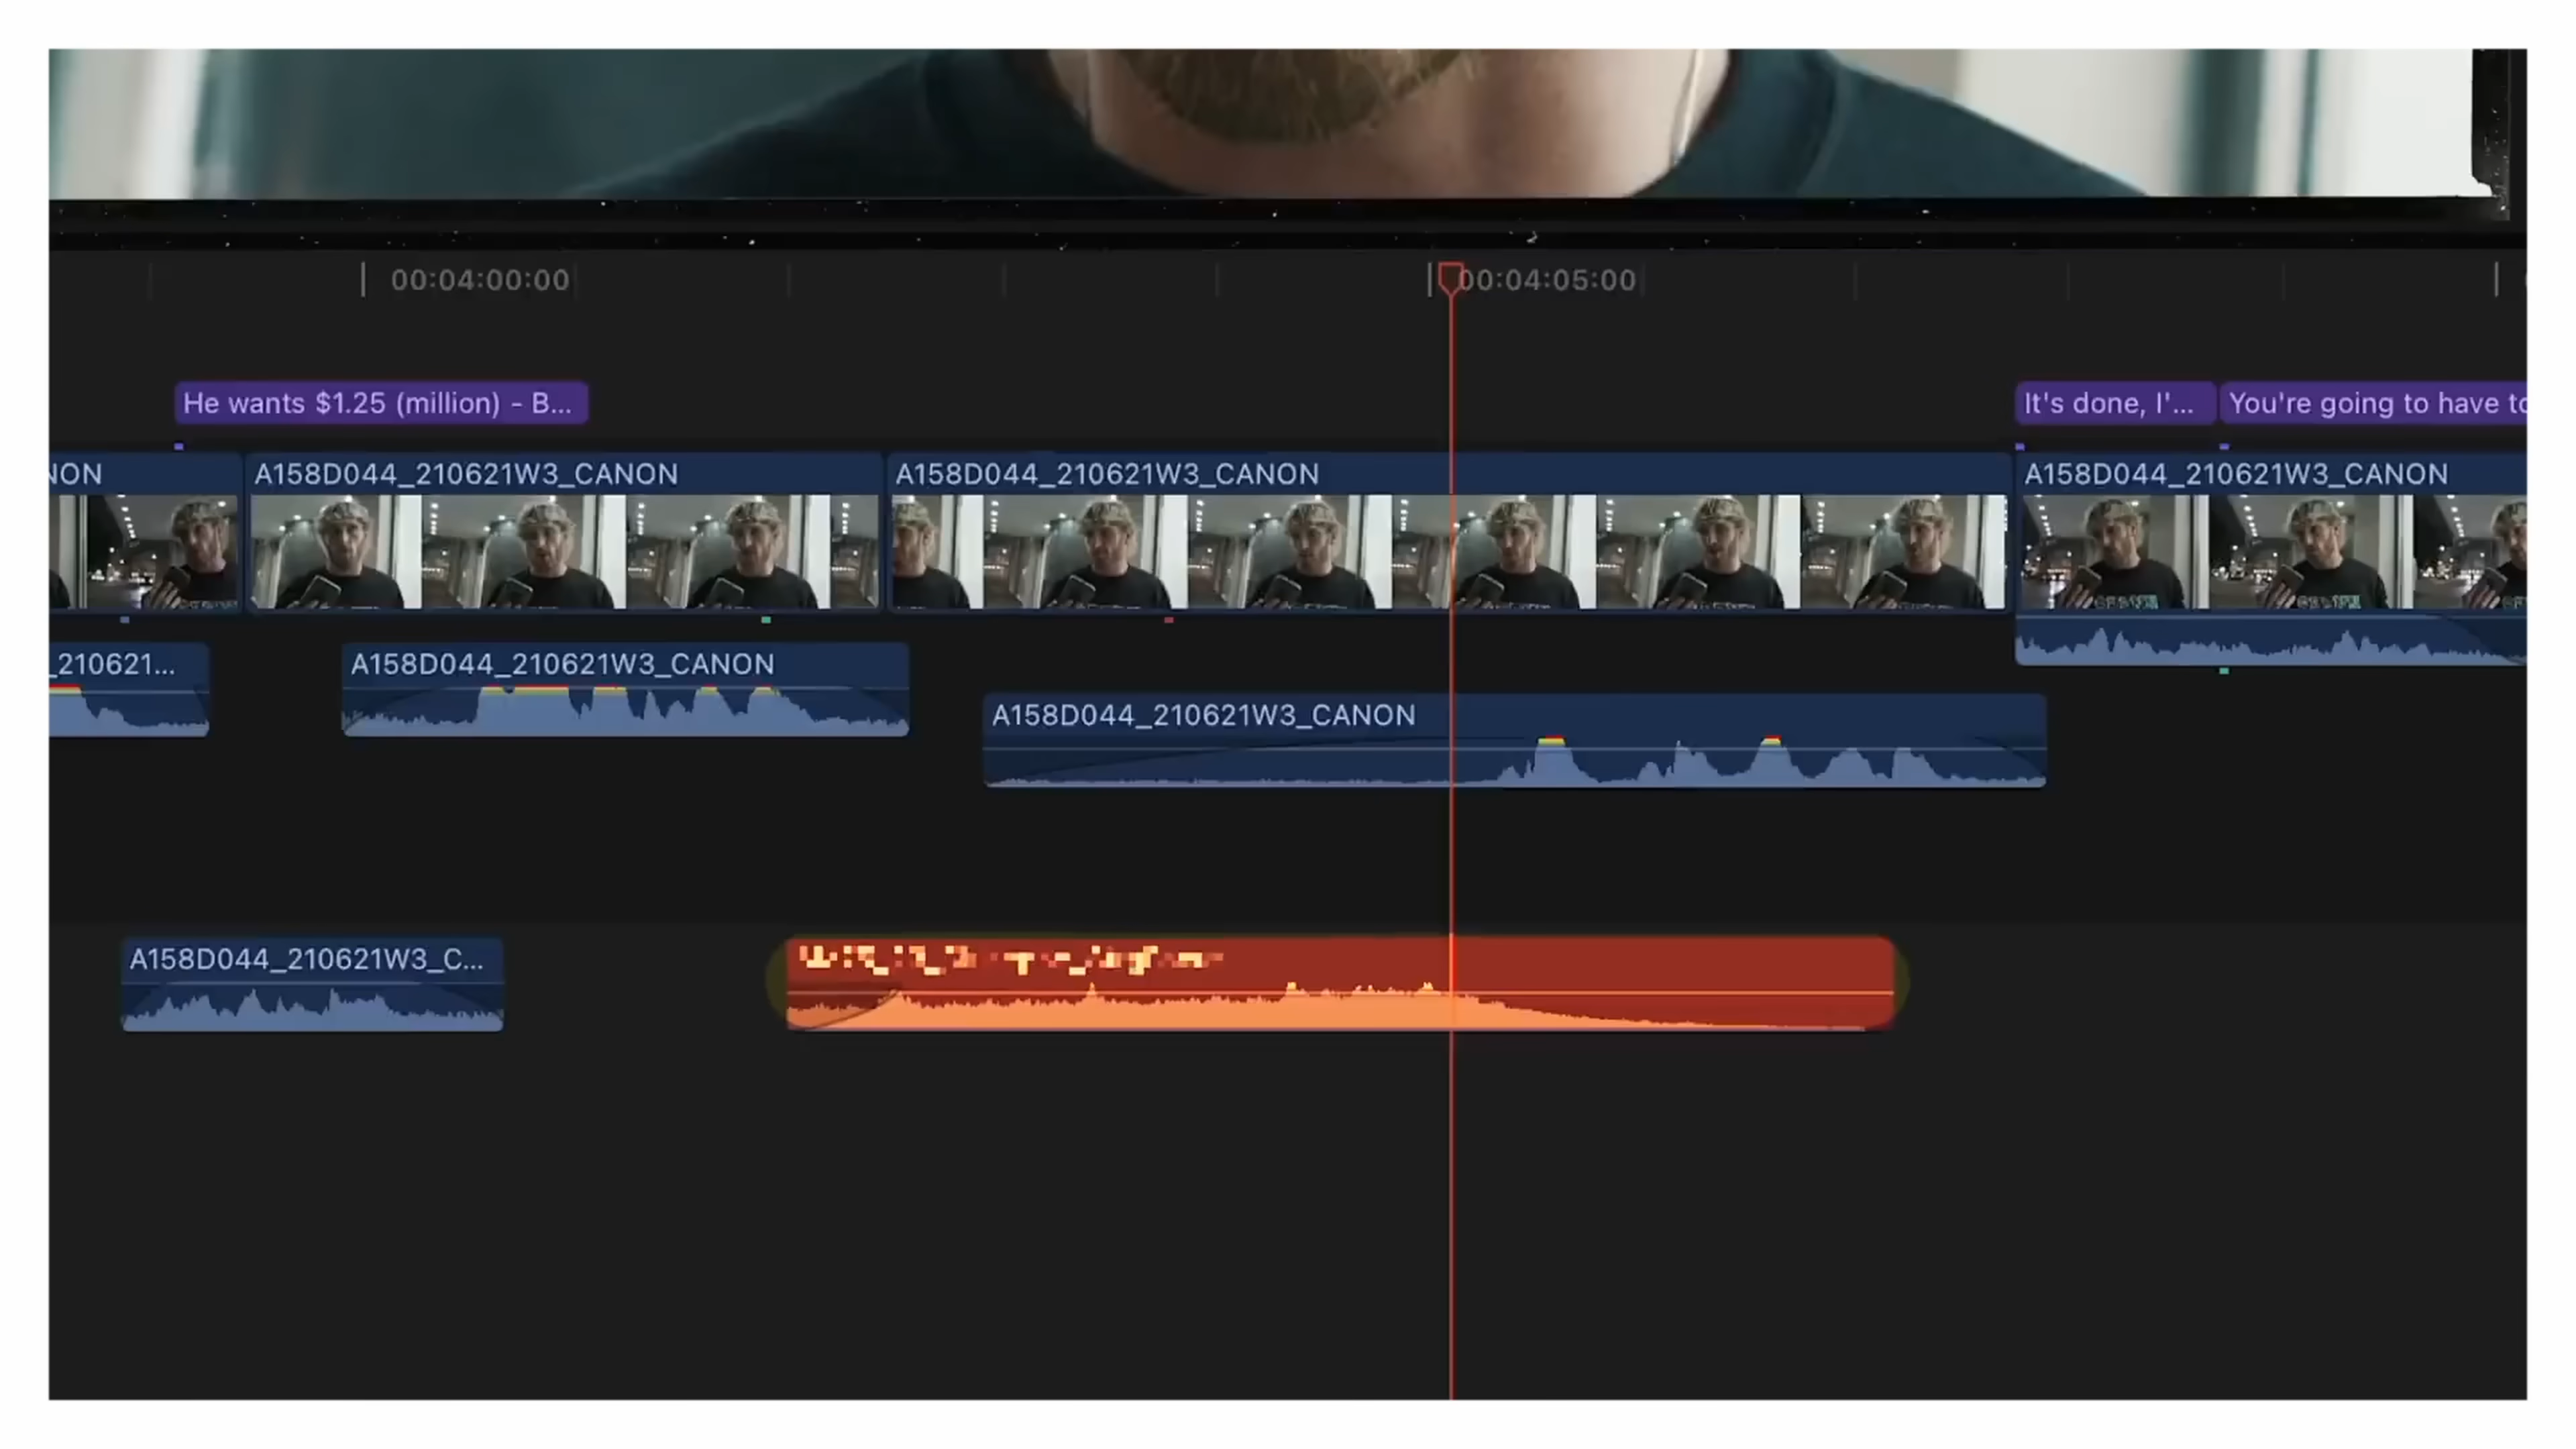 00:04:00:00
00:04:05:00
He wants $1.25 (million) - B...
It's done, I'...
You're going to have to
NON
A158D044_210621W3_CANON
A158D044_210621W3_CANON
A158D044_210621W3_CANON
_210621...
A158D044_210621W3_CANON
A158D044_210621W3_CANON
A158D044_210621W3_C...